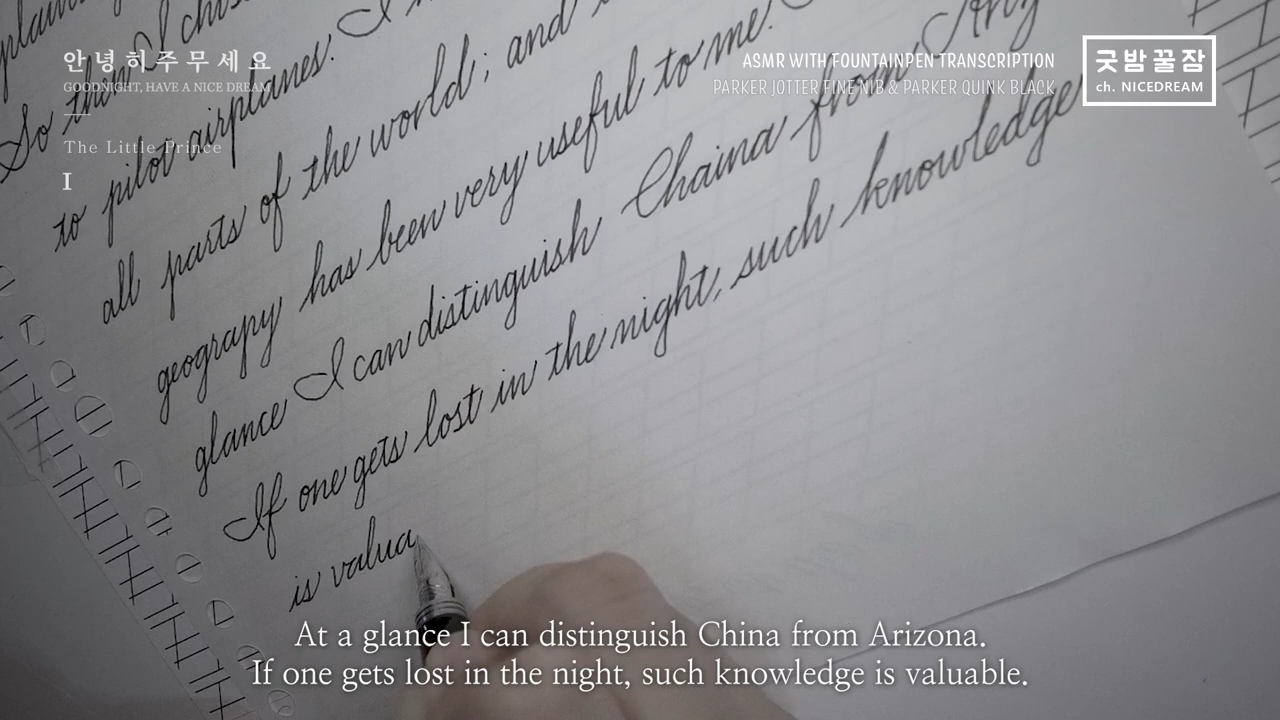 안녕히주무세요
GOODNIGHT, HAVE A NICE DREAM
The Little Prince
I
ASMR WITH FOUNTAINPEN TRANSCRIPTION
PARKER JOTTER FINE NIB & PARKER QUINK BLACK
굿밤꿀잠
ch. NICEDREAM
So then I
to pilot airplanes. I
all parts of the world; and
geograpy has been very useful to me.
glance I can distinguish Chaina from
If one gets lost in the night, such knowledge
is valua
At a glance I can distinguish China from Arizona.
If one gets lost in the night, such knowledge is valuable.